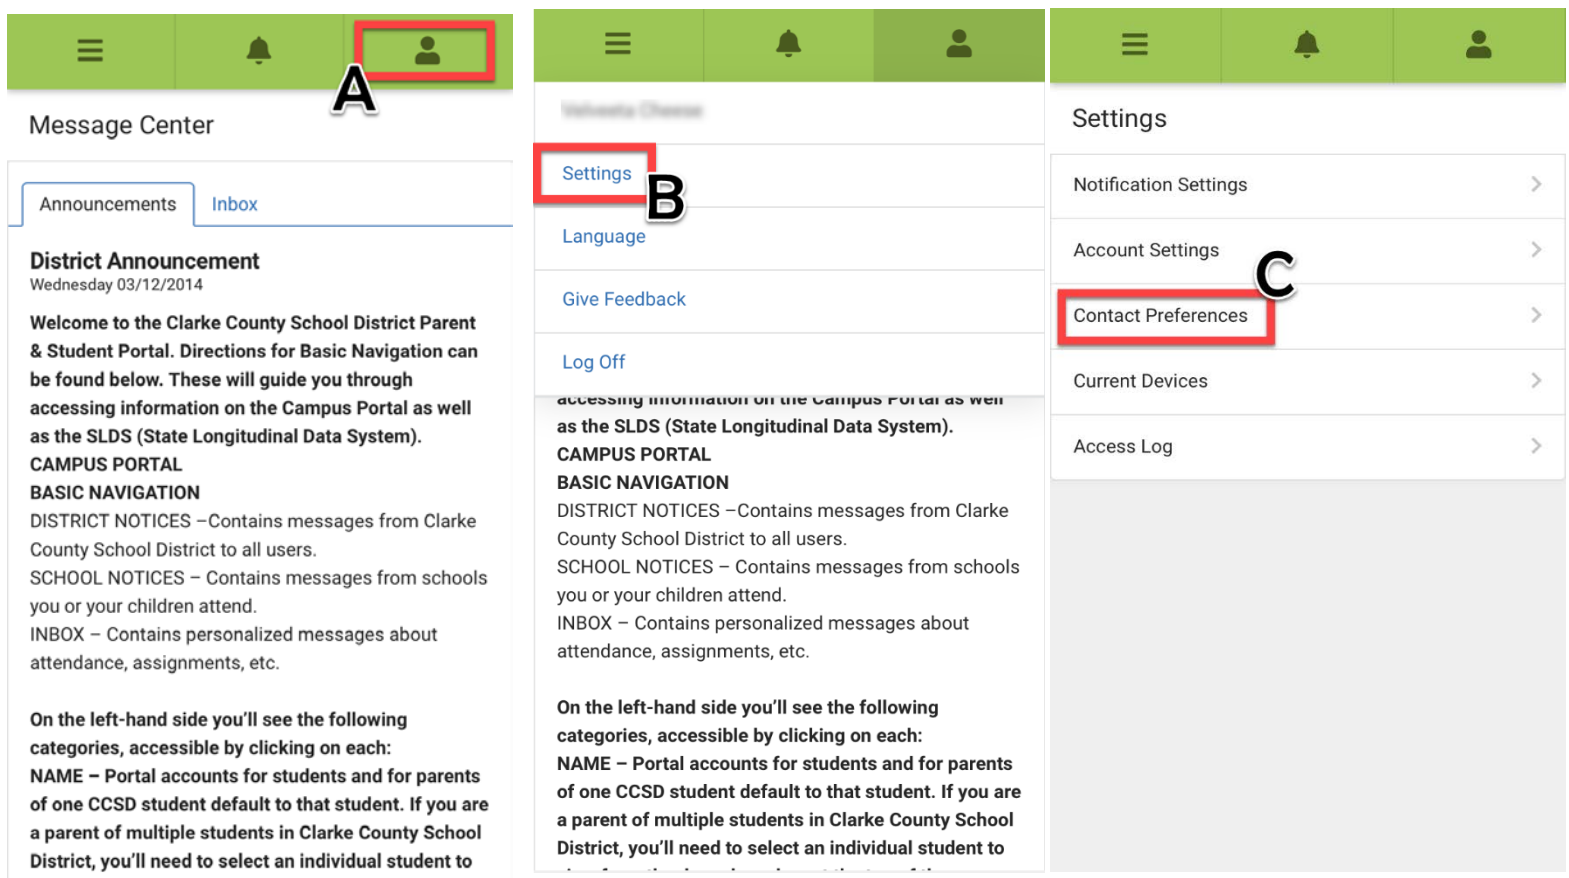 A
Message Center
Announcements Inbox
District Announcement
Wednesday 03/12/2014
Welcome to the Clarke County School District Parent
& Student Portal. Directions for Basic Navigation can
be found below. These will guide you through
accessing information on the Campus Portal as well
as the SLDS (State Longitudinal Data System).
CAMPUS PORTAL
BASIC NAVIGATION
DISTRICT NOTICES –Contains messages from Clarke
County School District to all users.
SCHOOL NOTICES – Contains messages from schools
you or your children attend.
INBOX – Contains personalized messages about
attendance, assignments, etc.
On the left-hand side you’ll see the following
categories, accessible by clicking on each:
NAME – Portal accounts for students and for parents
of one CCSD student default to that student. If you are
a parent of multiple students in Clarke County School
District, you’ll need to select an individual student to
Settings
B
Language
Give Feedback
Log Off
accessing information on the Campus Portal as well
as the SLDS (State Longitudinal Data System).
CAMPUS PORTAL
BASIC NAVIGATION
DISTRICT NOTICES –Contains messages from Clarke
County School District to all users.
SCHOOL NOTICES – Contains messages from schools
you or your children attend.
INBOX – Contains personalized messages about
attendance, assignments, etc.
On the left-hand side you’ll see the following
categories, accessible by clicking on each:
NAME – Portal accounts for students and for parents
of one CCSD student default to that student. If you are
a parent of multiple students in Clarke County School
District, you’ll need to select an individual student to
Settings
Notification Settings
Account Settings
C
Contact Preferences
Current Devices
Access Log